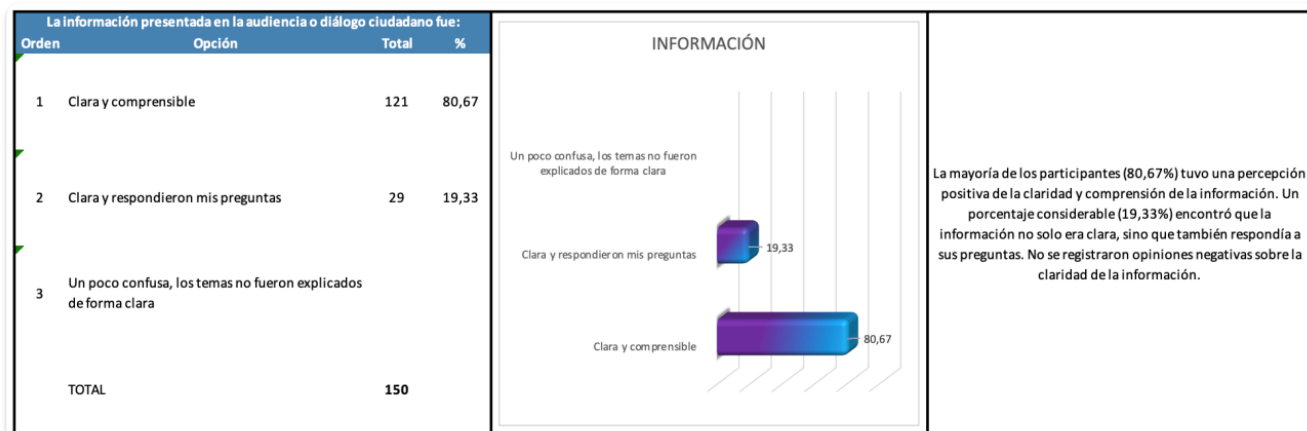 La información presentada en la audiencia o diálogo ciudadano fue:
Orden Opción Total %
1 Clara y comprensible 121 80,67
2 Clara y respondieron mis preguntas 29 19,33
3 Un poco confusa, los temas no fueron explicados
de forma clara
TOTAL 150
INFORMACIÓN
Un poco confusa, los temas no fueron
explicados de forma clara
Clara y respondieron mis preguntas 19,33
Clara y comprensible 80,67
La mayoría de los participantes (80,67%) tuvo una percepción
positiva de la claridad y comprensión de la información. Un
porcentaje considerable (19,33%) encontró que la
información no solo era clara, sino que también respondía a
sus preguntas. No se registraron opiniones negativas sobre la
claridad de la información.